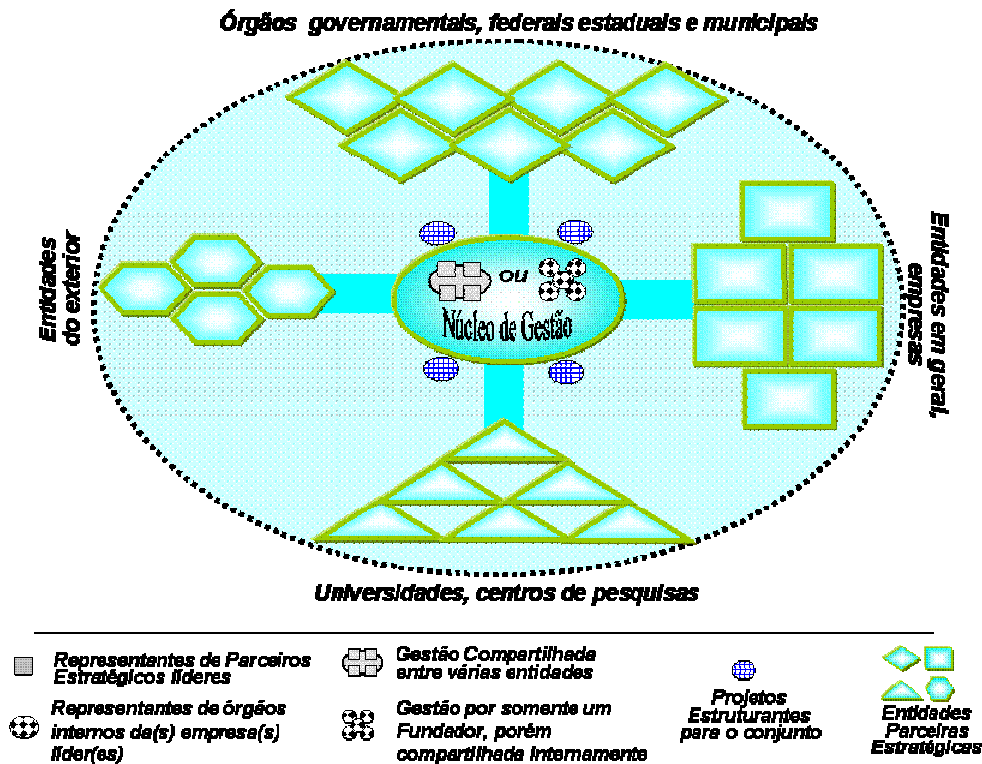 Órgãos governamentais, federais estaduais e municipais
Entidades
do exterior
ou
Núcleo de Gestão
Entidades em geral,
empresas
Universidades, centros de pesquisas
Representantes de Parceiros
Estratégicos líderes
Representantes de órgãos
internos da(s) empresa(s)
líder(es)
Gestão Compartilhada
entre várias entidades
Gestão por somente um
Fundador, porém
compartilhada internamente
Projetos
Estruturantes
para o conjunto
Entidades
Parceiras
Estratégicas